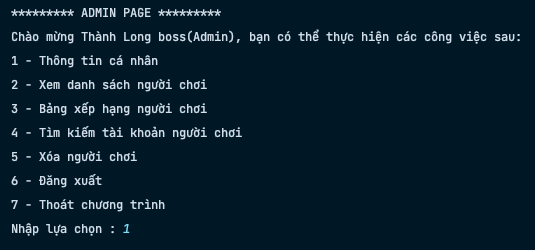 ********* ADMIN PAGE *********
Chào mừng Thành Long boss(Admin), bạn có thể thực hiện các công việc sau:
1 - Thông tin cá nhân
2 - Xem danh sách người chơi
3 - Bảng xếp hạng người chơi
4 - Tìm kiếm tài khoản người chơi
5 - Xóa người chơi
6 - Đăng xuất
7 - Thoát chương trình
Nhập lựa chọn : 1